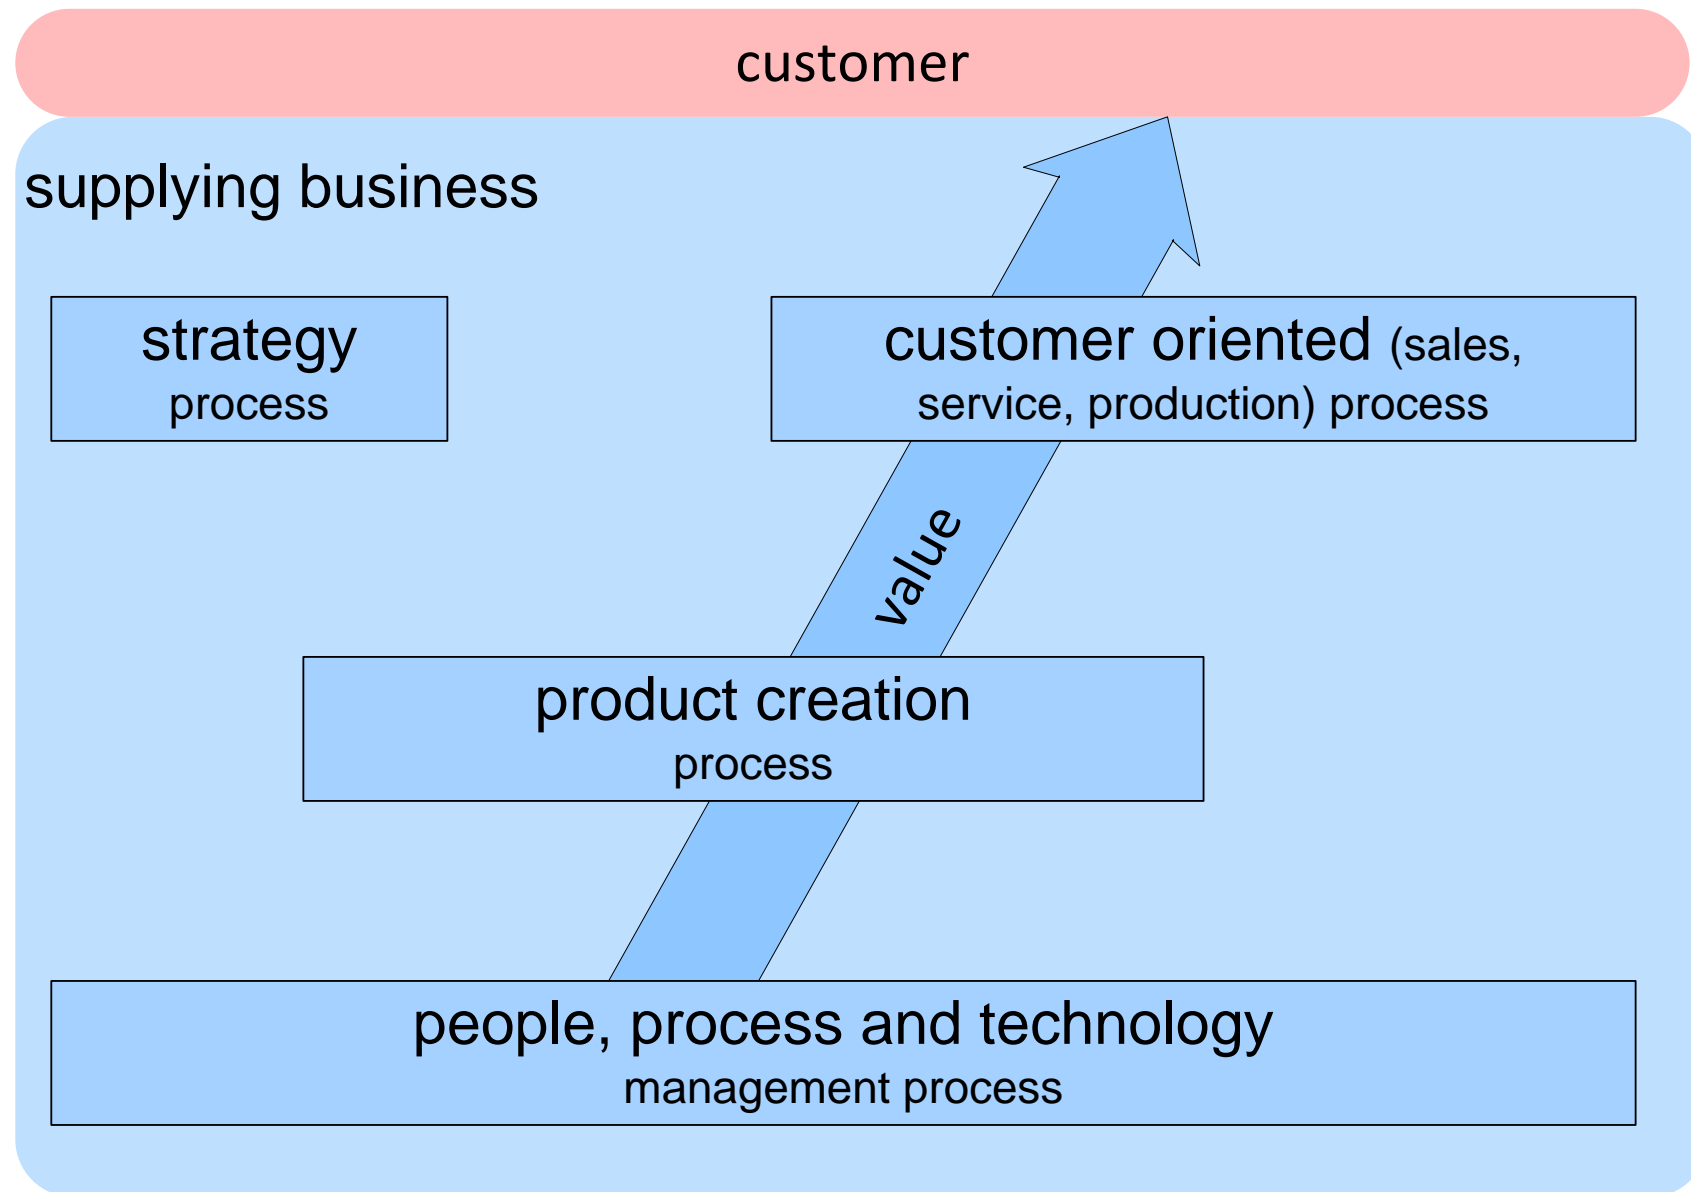 customer
supplying business
strategy
process
customer oriented (sales,
service, production) process
value
product creation
process
people, process and technology
management process